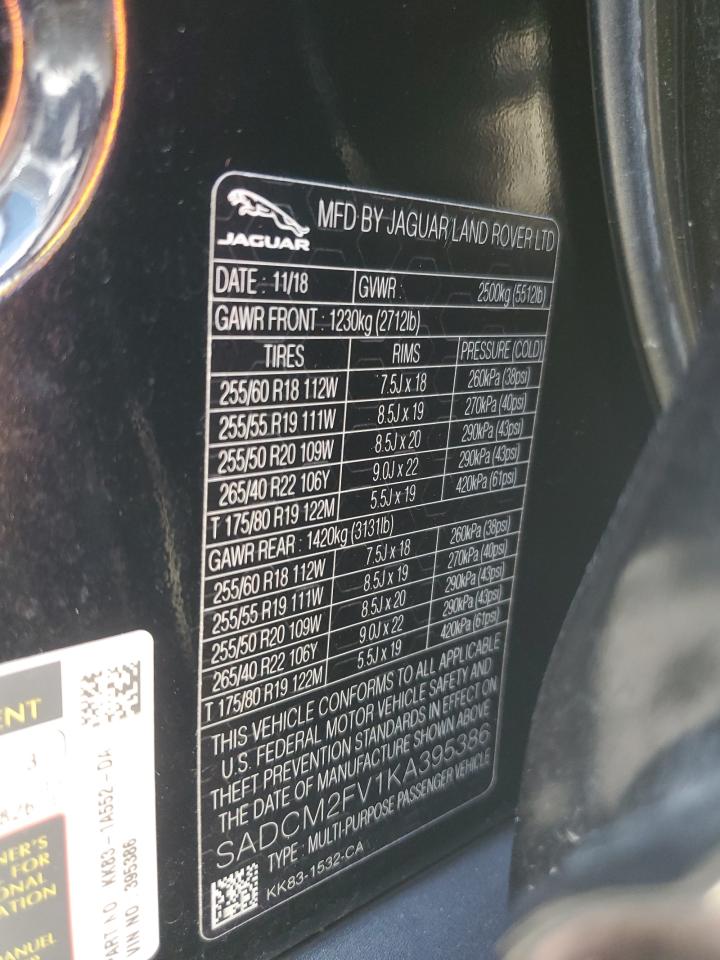 JAGUAR
MFD BY JAGUAR LAND ROVER LTD
DATE : 11/18 GVWR : 2500kg (5512lb)
GAWR FRONT : 1230kg (2712lb)
TIRES RIMS PRESSURE (COLD)
255/60 R18 112W 7.5J x 18 260kPa (38psi)
255/55 R19 111W 8.5J x 19 270kPa (40psi)
255/50 R20 109W 8.5J x 20 290kPa (43psi)
265/40 R22 106Y 9.0J x 22 290kPa (43psi)
T 175/80 R19 122M 5.5J x 19 420kPa (61psi)
GAWR REAR : 1420kg (3131lb)
255/60 R18 112W 7.5J x 18 260kPa (38psi)
255/55 R19 111W 8.5J x 19 270kPa (40psi)
255/50 R20 109W 8.5J x 20 290kPa (43psi)
265/40 R22 106Y 9.0J x 22 290kPa (43psi)
T 175/80 R19 122M 5.5J x 19 420kPa (61psi)
THIS VEHICLE CONFORMS TO ALL APPLICABLE
U.S. FEDERAL MOTOR VEHICLE SAFETY AND
THEFT PREVENTION STANDARDS IN EFFECT ON
THE DATE OF MANUFACTURE SHOWN ABOVE
SADCM2FV1KA395386
TYPE : MULTI-PURPOSE PASSENGER VEHICLE
KK83-1532-CA
PART NO KK83 - 1A552 - DA
VIN NO 395386
FOR